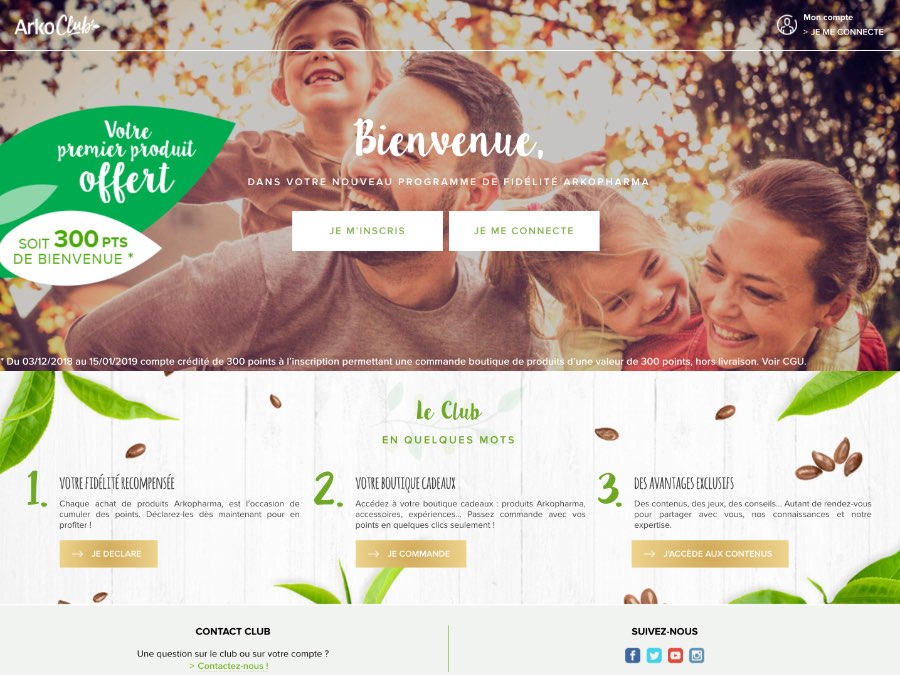 ArkoClub
Mon compte
> JE ME CONNECTE
Votre
premier produit
offert
SOIT 300 PTS
DE BIENVENUE *
Bienvenue,
DANS VOTRE NOUVEAU PROGRAMME DE FIDÉLITÉ ARKOPHARMA
JE M'INSCRIS
JE ME CONNECTE
* Du 03/12/2018 au 15/01/2019 compte crédité de 300 points à l'inscription permettant une commande boutique de produits d'une valeur de 300 points, hors livraison. Voir CGU.
Le Club
EN QUELQUES MOTS
1.
VOTRE FIDÉLITÉ RECOMPENSÉE
Chaque achat de produits Arkopharma, est l'occasion de
cumuler des points. Déclarez-les dès maintenant pour en
profiter !
JE DECLARE
2.
VOTRE BOUTIQUE CADEAUX
Accédez à votre boutique cadeaux : produits Arkopharma,
accessoires, expériences... Passez commande avec vos
points en quelques clics seulement !
JE COMMANDE
3.
DES AVANTAGES EXCLUSIFS
Des contenus, des jeux, des conseils... Autant de rendez-vous
pour partager avec vous, nos connaissances et notre
expertise.
J'ACCÈDE AUX CONTENUS
CONTACT CLUB
Une question sur le club ou sur votre compte ?
> Contactez-nous !
SUIVEZ-NOUS